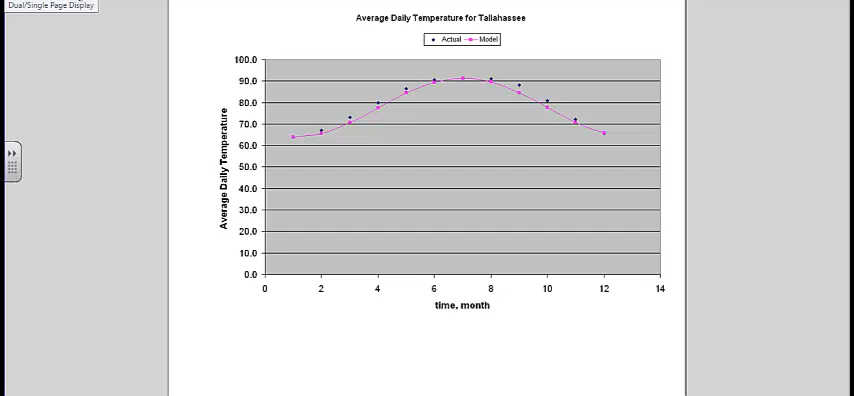 Dual/Single Page Display
Average Daily Temperature for Tallahassee
Actual Model
100.0
90.0
80.0
70.0
60.0
50.0
40.0
30.0
20.0
10.0
0.0
Average Daily Temperature
0 2 4 6 8 10 12 14
time, month